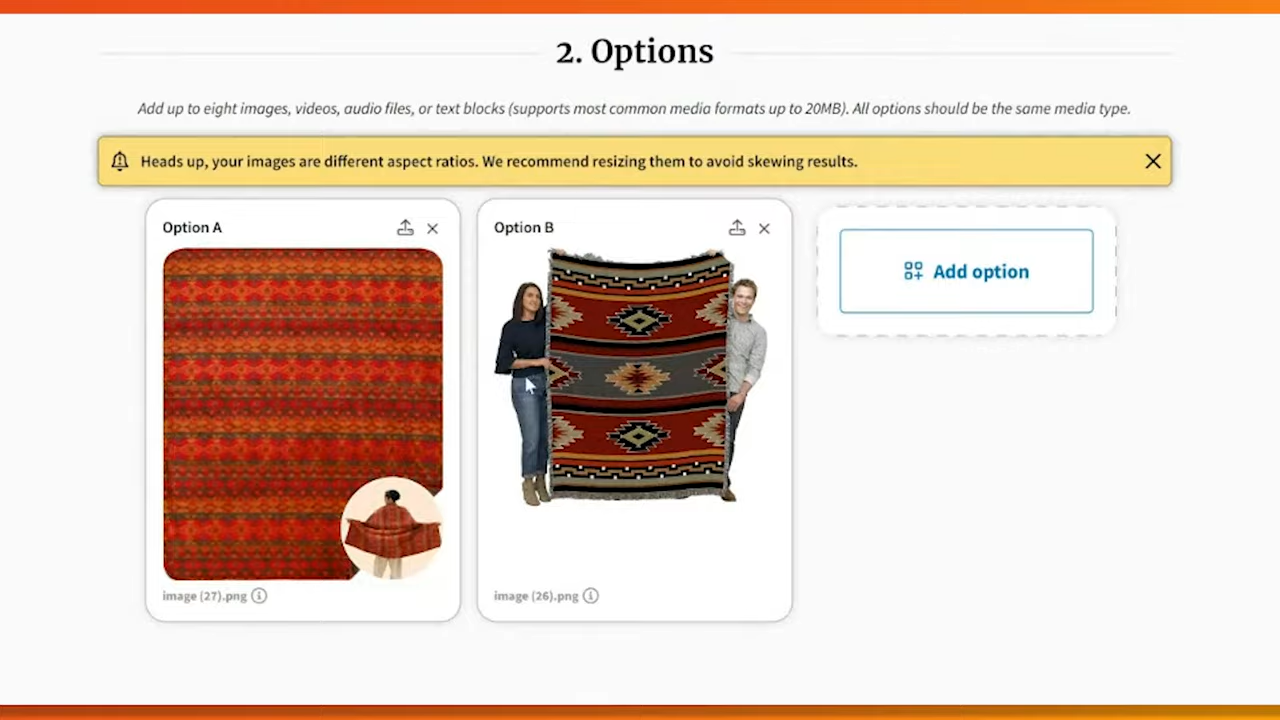 2. Options
Add up to eight images, videos, audio files, or text blocks (supports most common media formats up to 20MB). All options should be the same media type.
Heads up, your images are different aspect ratios. We recommend resizing them to avoid skewing results.
Option A
Option B
Add option
image (27).png
image (26).png